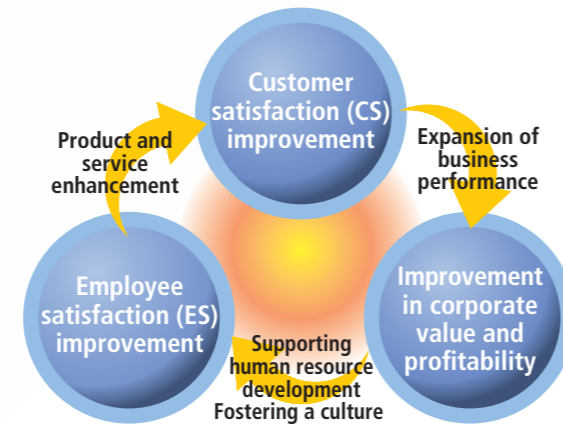 Customer
satisfaction (CS)
improvement
Product and
service
enhancement
Expansion of
business
performance
Employee
satisfaction (ES)
improvement
Improvement
in corporate
value and
profitability
Supporting
human resource
development
Fostering a culture